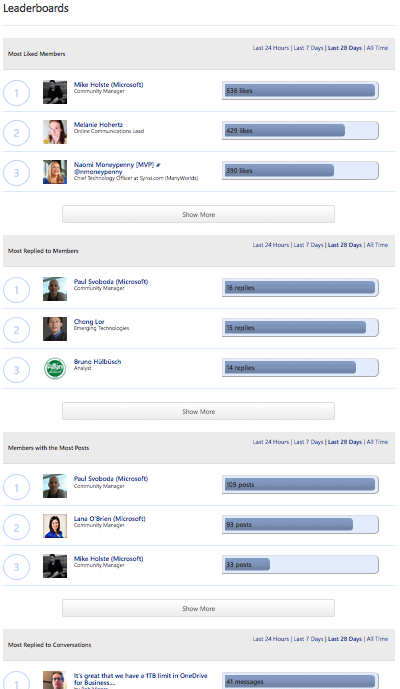 Leaderboards
Most Liked Members
Last 24 Hours | Last 7 Days | Last 28 Days | All Time
1
Mike Holste (Microsoft)
Community Manager
536 likes
2
Melanie Hohertz
Online Communications Lead
429 likes
3
Naomi Moneypenny [MVP]
@nmoneypenny
Chief Technology Officer at Synxi.com (ManyWorlds)
390 likes
Show More
Most Replied to Members
Last 24 Hours | Last 7 Days | Last 28 Days | All Time
1
Paul Svoboda (Microsoft)
Community Manager
16 replies
2
Chong Lor
Emerging Technologies
15 replies
3
Bruno Hülbüsch
Analyst
14 replies
Show More
Members with the Most Posts
Last 24 Hours | Last 7 Days | Last 28 Days | All Time
1
Paul Svoboda (Microsoft)
Community Manager
109 posts
2
Lana O'Brien (Microsoft)
Community Manager
93 posts
3
Mike Holste (Microsoft)
Community Manager
33 posts
Show More
Most Replied to Conversations
Last 24 Hours | Last 7 Days | Last 28 Days | All Time
1
It's great that we have a 1TB limit in OneDrive
for Business....
41 messages